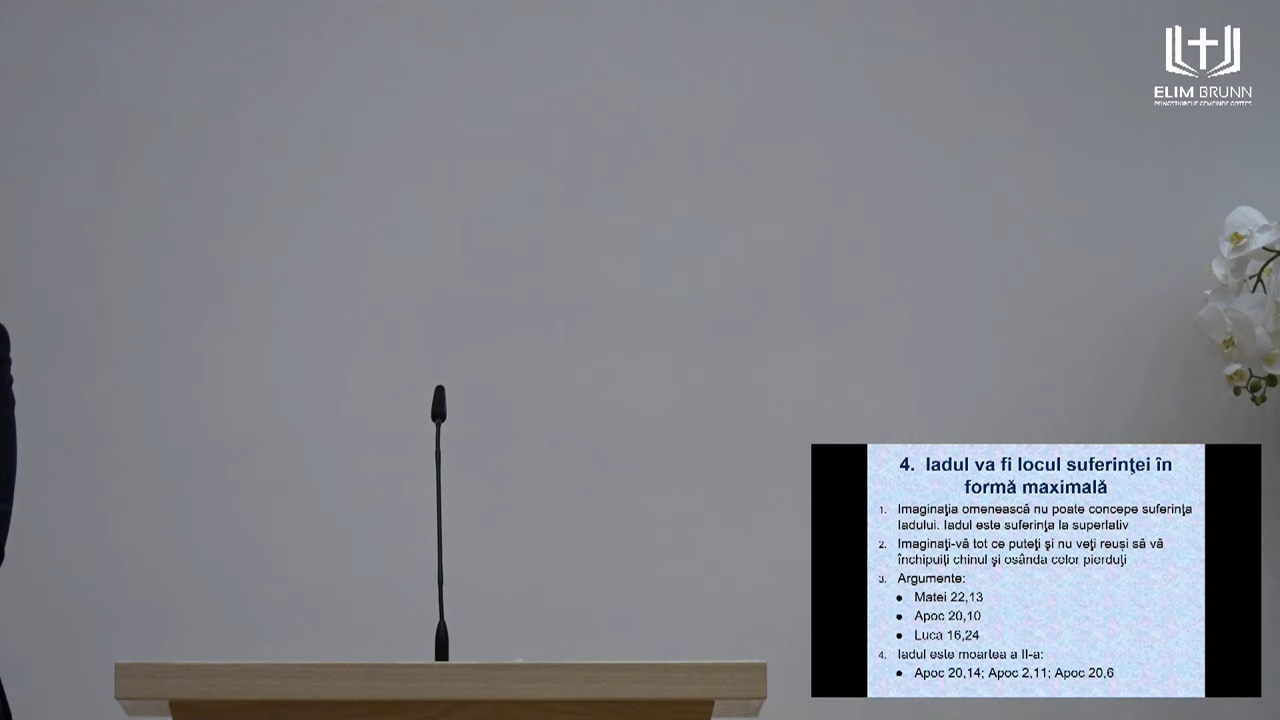 ELIM BRUNN
PFINGSTKIRCHE GEMEINDE GOTTES
4. Iadul va fi locul suferinţei în
formă maximală
1. Imaginaţia omenească nu poate concepe suferinţa
Iadului. Iadul este suferinţa la superlativ
2. Imaginaţi-vă tot ce puteţi şi nu veţi reuşi să vă
închipuiţi chinul şi osânda celor pierduţi
3. Argumente:
● Matei 22,13
● Apoc 20,10
● Luca 16,24
4. Iadul este moartea a II-a:
● Apoc 20,14; Apoc 2,11; Apoc 20,6